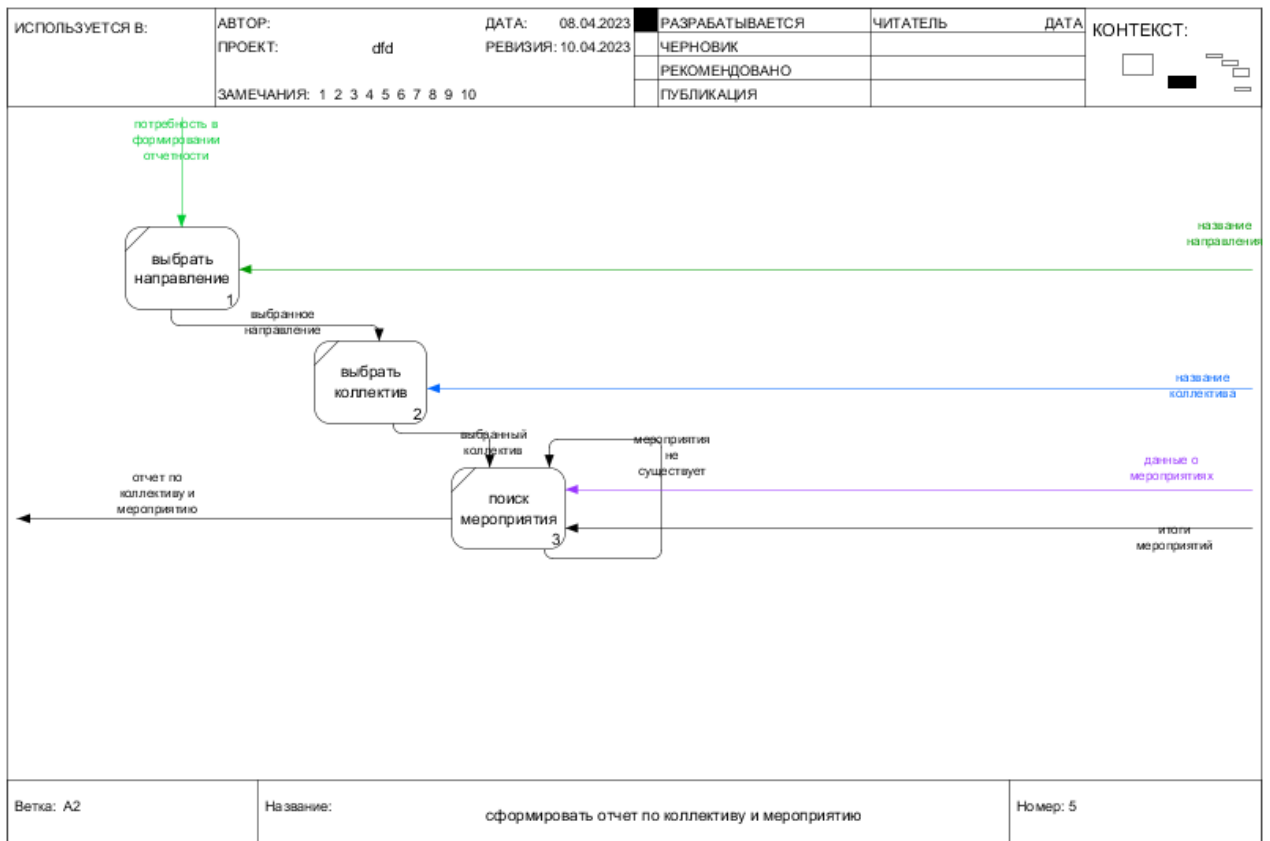 ИСПОЛЬЗУЕТСЯ В:
АВТОР:
ДАТА: 08.04.2023
ПРОЕКТ: dfd
РЕВИЗИЯ: 10.04.2023
ЗАМЕЧАНИЯ: 1 2 3 4 5 6 7 8 9 10
РАЗРАБАТЫВАЕТСЯ
ЧЕРНОВИК
РЕКОМЕНДОВАНО
ПУБЛИКАЦИЯ
ЧИТАТЕЛЬ
ДАТА
КОНТЕКСТ:
потребность в
формировании
отчетности
название
направления
выбрать
направление
1
выбранное
направление
выбрать
коллектив
2
название
коллектива
выбранный
коллектив
мероприятия
не
существует
данные о
мероприятиях
отчет по
коллективу и
мероприятию
поиск
мероприятия
3
итоги
мероприятий
Ветка: A2
Название:
сформировать отчет по коллективу и мероприятию
Номер: 5